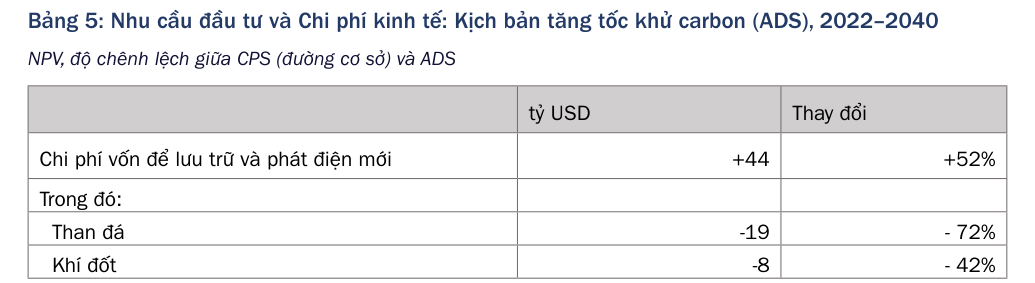 Bảng 5: Nhu cầu đầu tư và Chi phí kinh tế: Kịch bản tăng tốc khử carbon (ADS), 2022–2040
NPV, độ chênh lệch giữa CPS (đường cơ sở) và ADS
tỷ USD Thay đổi
Chi phí vốn để lưu trữ và phát điện mới +44 +52%
Trong đó:
Than đá -19 - 72%
Khí đốt -8 - 42%